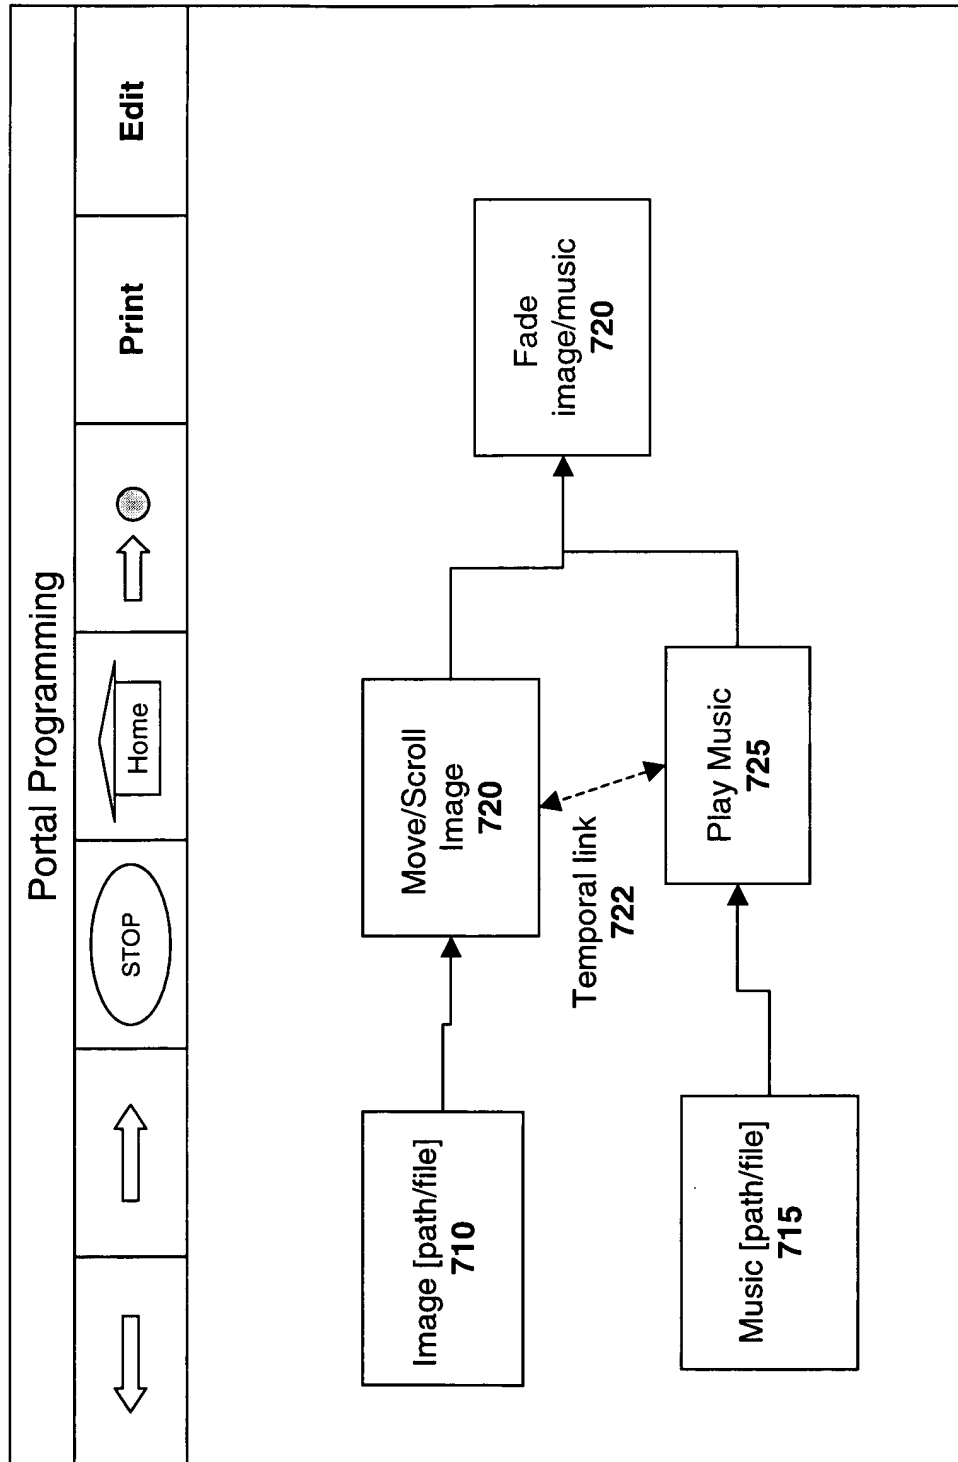 Portal Programming
STOP
Home
Print
Edit
Image [path/file]
710
Move/Scroll
Image
720
Temporal link
722
Music [path/file]
715
Play Music
725
Fade
image/music
720